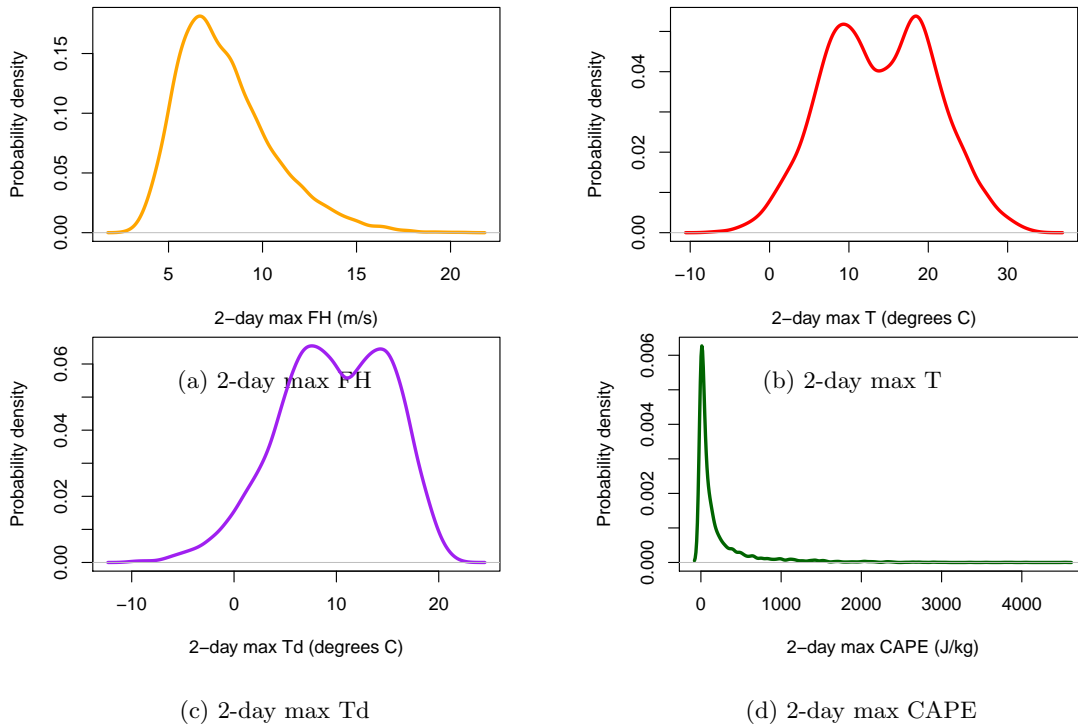 Probability density
0.00
0.05
0.10
0.15
5
10
15
20
2−day max FH (m/s)
(a) 2-day max FH
Probability density
0.00
0.02
0.04
−10
0
10
20
30
2−day max T (degrees C)
(b) 2-day max T
Probability density
0.00
0.02
0.04
0.06
−10
0
10
20
2−day max Td (degrees C)
(c) 2-day max Td
Probability density
0.000
0.002
0.004
0.006
0
1000
2000
3000
4000
2−day max CAPE (J/kg)
(d) 2-day max CAPE